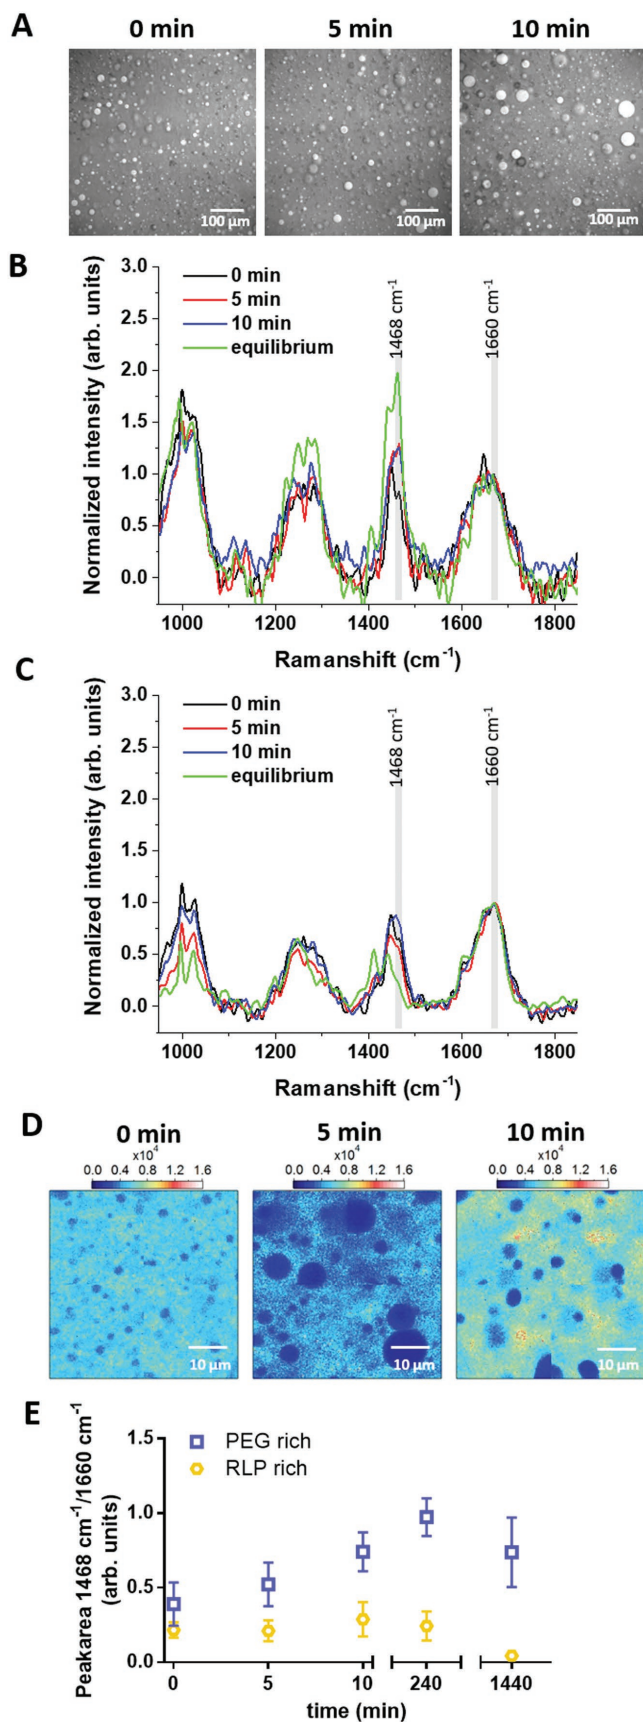 A
0 min 5 min 10 min
100 μm 100 μm 100 μm
B
Normalized intensity (arb. units)
3.0
2.5
2.0
1.5
1.0
0.5
0.0
0 min
5 min
10 min
equilibrium
1468 cm⁻¹
1660 cm⁻¹
1000 1200 1400 1600 1800
Ramanshift (cm⁻¹)
C
Normalized intensity (arb. units)
3.0
2.5
2.0
1.5
1.0
0.5
0.0
0 min
5 min
10 min
equilibrium
1468 cm⁻¹
1660 cm⁻¹
1000 1200 1400 1600 1800
Ramanshift (cm⁻¹)
D
0 min 5 min 10 min
×10⁴ ×10⁴ ×10⁴
0.0 0.4 0.8 1.2 1.6 0.0 0.4 0.8 1.2 1.6 0.0 0.4 0.8 1.2 1.6
10 μm 10 μm 10 μm
E
Peakarea 1468 cm⁻¹/1660 cm⁻¹
(arb. units)
1.5
1.0
0.5
0.0
PEG rich
RLP rich
0 5 10 240 1440
time (min)